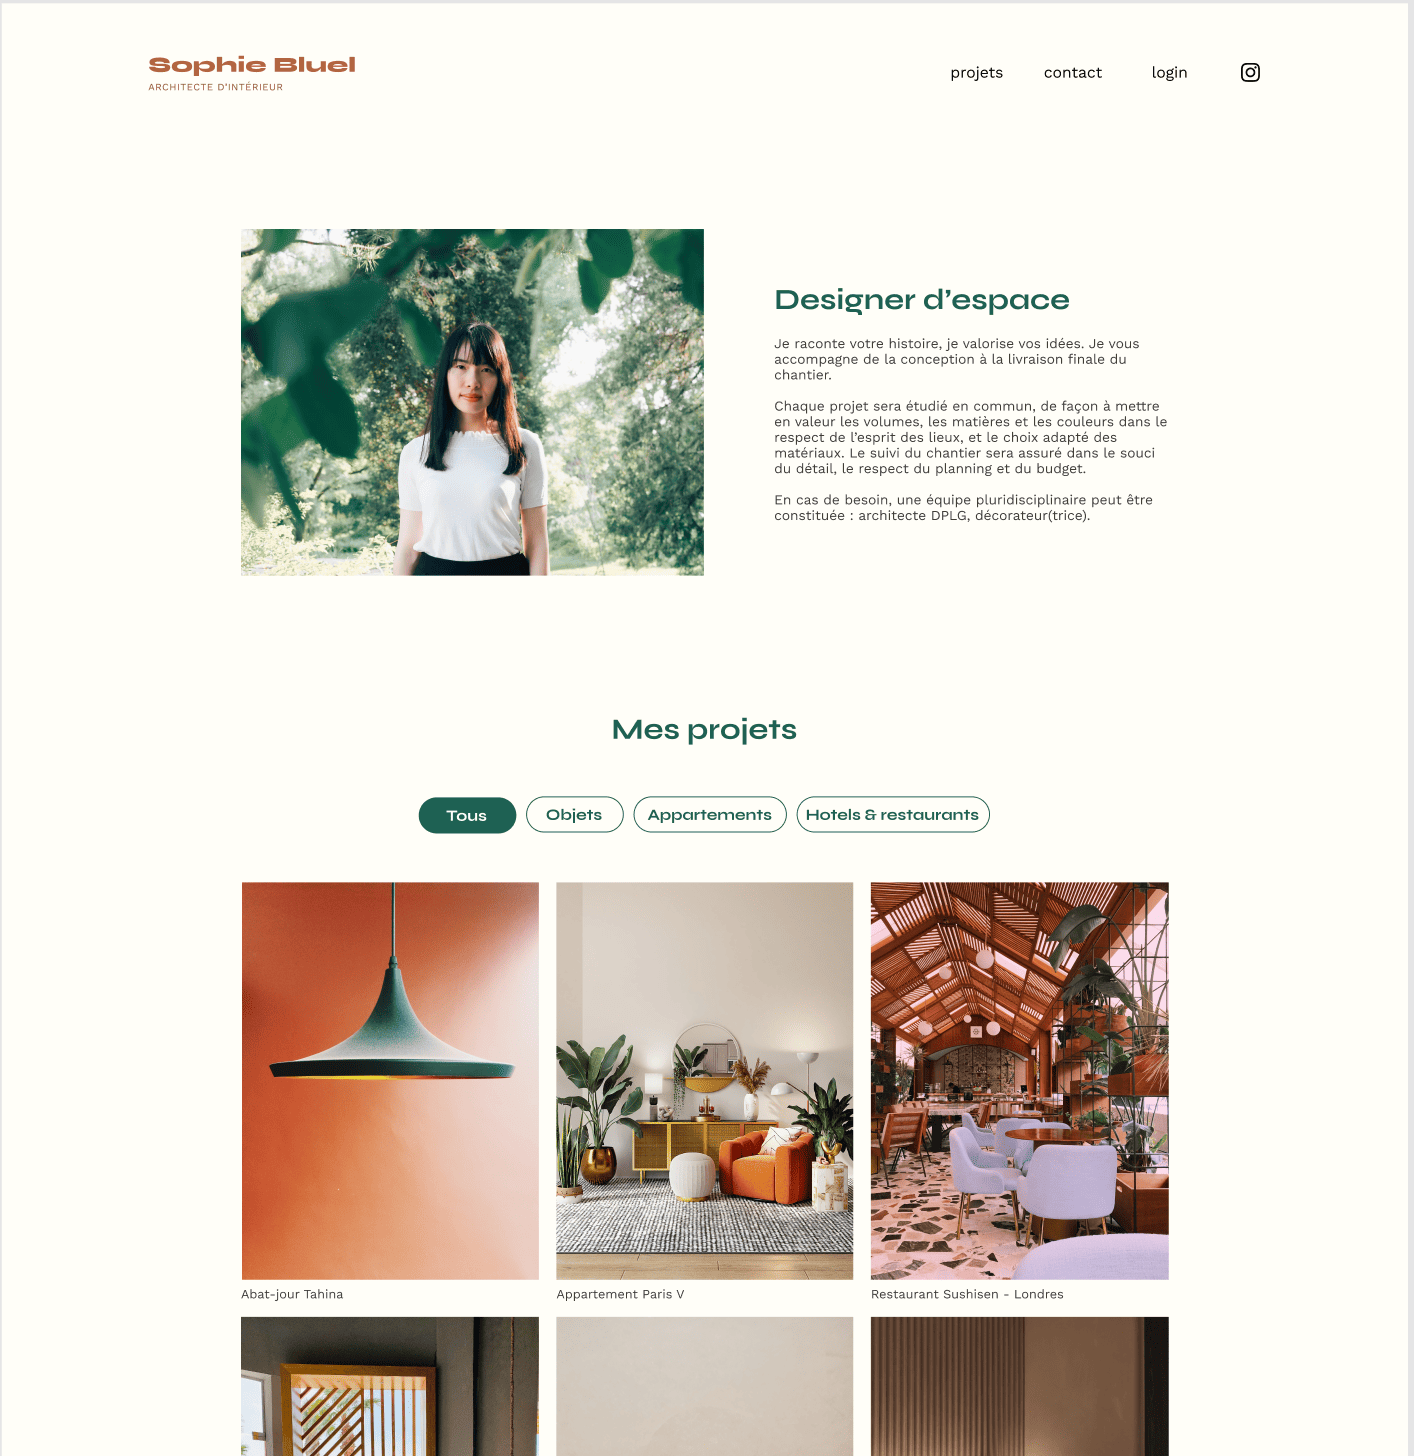 Sophie Bluel
ARCHITECTE D'INTÉRIEUR
projets
contact
login
Designer d’espace
Je raconte votre histoire, je valorise vos idées. Je vous
accompagne de la conception à la livraison finale du
chantier.
Chaque projet sera étudié en commun, de façon à mettre
en valeur les volumes, les matières et les couleurs dans le
respect de l’esprit des lieux, et le choix adapté des
matériaux. Le suivi du chantier sera assuré dans le souci
du détail, le respect du planning et du budget.
En cas de besoin, une équipe pluridisciplinaire peut être
constituée : architecte DPLG, décorateur(trice).
Mes projets
Tous
Objets
Appartements
Hotels & restaurants
Abat-jour Tahina
Appartement Paris V
Restaurant Sushisen - Londres